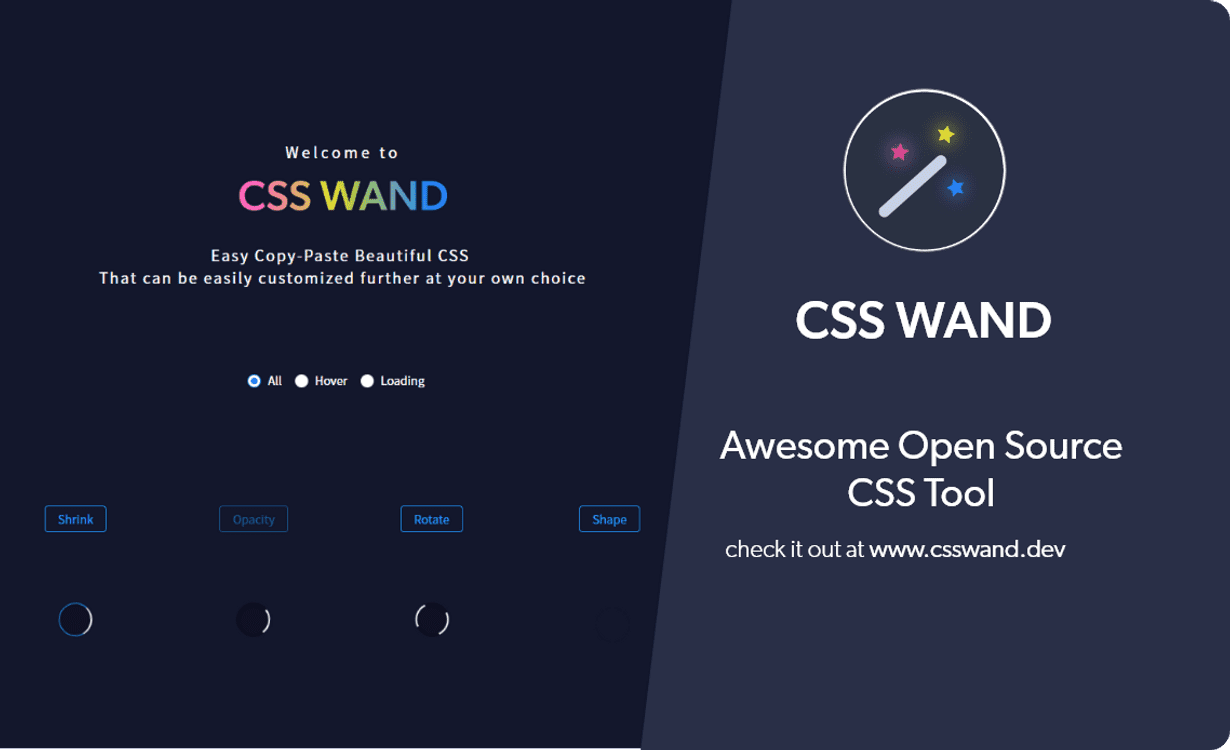 Welcome to
CSS WAND
Easy Copy-Paste Beautiful CSS
That can be easily customized further at your own choice
All Hover Loading
Shrink Opacity Rotate Shape
CSS WAND
Awesome Open Source
CSS Tool
check it out at www.csswand.dev